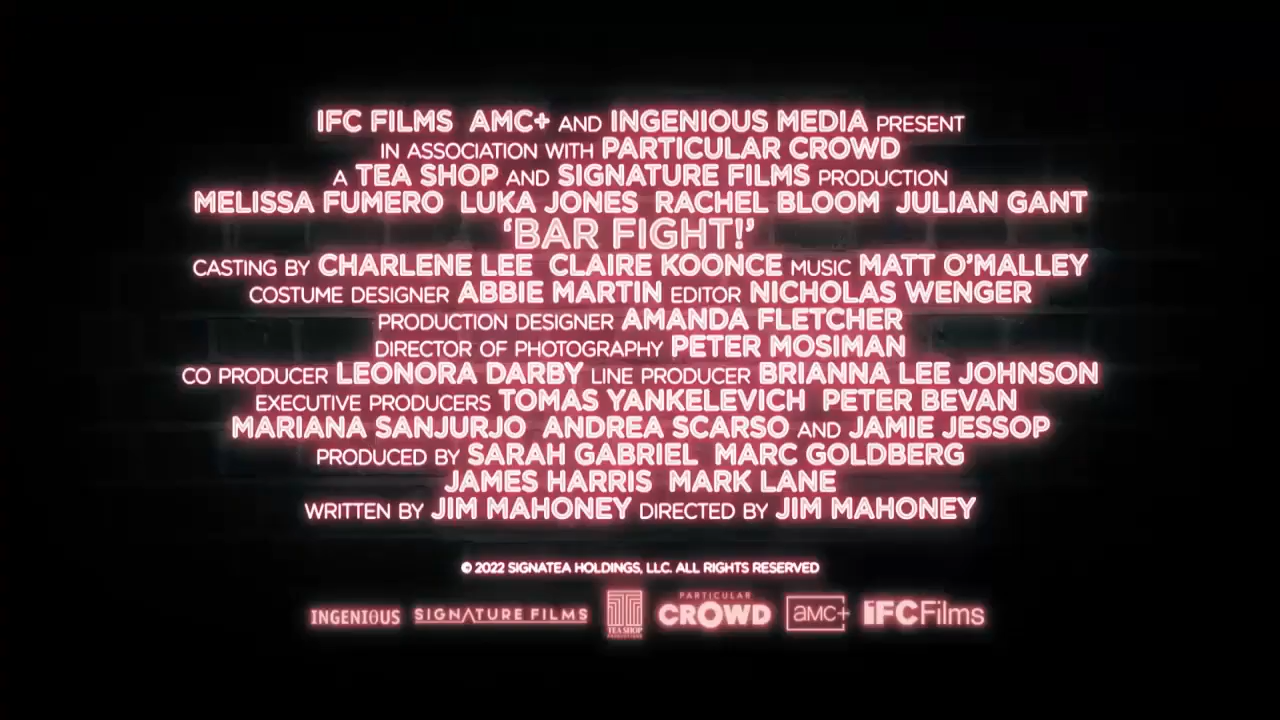 IFC FILMS AMC+ AND INGENIOUS MEDIA PRESENT
IN ASSOCIATION WITH PARTICULAR CROWD
A TEA SHOP AND SIGNATURE FILMS PRODUCTION
MELISSA FUMERO LUKA JONES RACHEL BLOOM JULIAN GANT
‘BAR FIGHT!’
CASTING BY CHARLENE LEE CLAIRE KOONCE MUSIC MATT O’MALLEY
COSTUME DESIGNER ABBIE MARTIN EDITOR NICHOLAS WENGER
PRODUCTION DESIGNER AMANDA FLETCHER
DIRECTOR OF PHOTOGRAPHY PETER MOSIMAN
CO PRODUCER LEONORA DARBY LINE PRODUCER BRIANNA LEE JOHNSON
EXECUTIVE PRODUCERS TOMAS YANKELEVICH PETER BEVAN
MARIANA SANJURJO ANDREA SCARSO AND JAMIE JESSOP
PRODUCED BY SARAH GABRIEL MARC GOLDBERG
JAMES HARRIS MARK LANE
WRITTEN BY JIM MAHONEY DIRECTED BY JIM MAHONEY
© 2022 SIGNATEA HOLDINGS, LLC. ALL RIGHTS RESERVED
INGENIOUS SIGNATURE FILMS TEA SHOP PRODUCTIONS PARTICULAR CROWD amc+ IFC Films